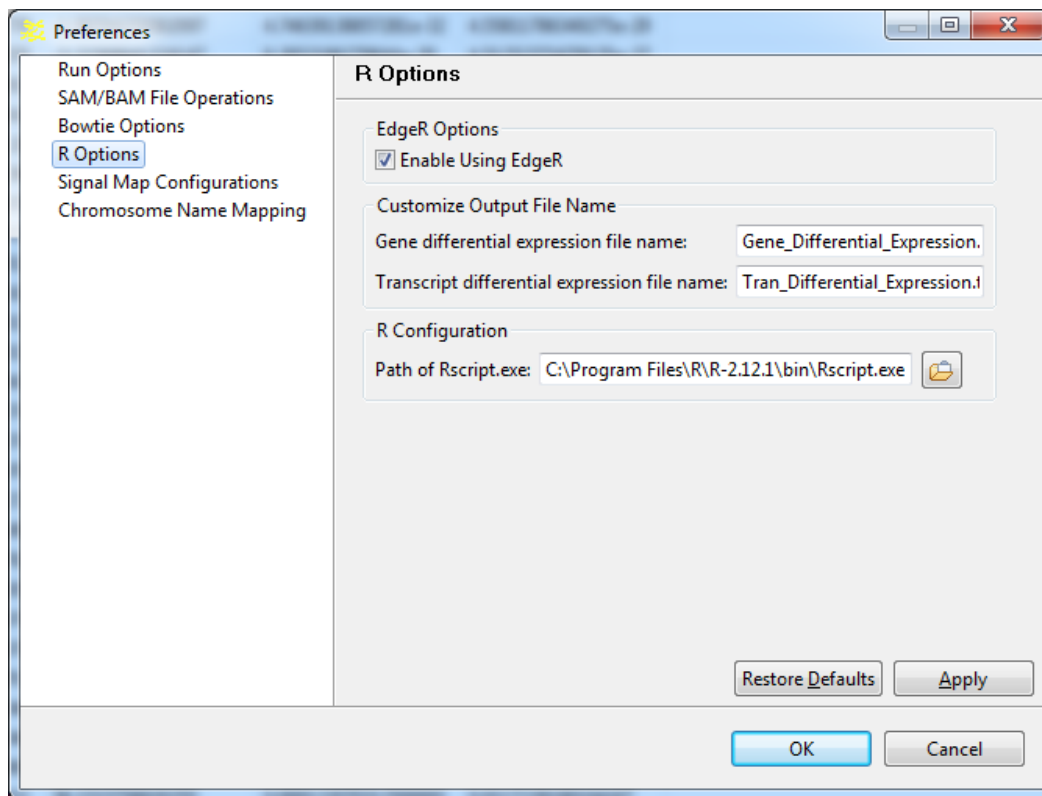 Preferences
Run Options
SAM/BAM File Operations
Bowtie Options
R Options
Signal Map Configurations
Chromosome Name Mapping
R Options
EdgeR Options
Enable Using EdgeR
Customize Output File Name
Gene differential expression file name: Gene_Differential_Expression.
Transcript differential expression file name: Tran_Differential_Expression.t
R Configuration
Path of Rscript.exe: C:\Program Files\R\R-2.12.1\bin\Rscript.exe
Restore Defaults Apply
OK Cancel